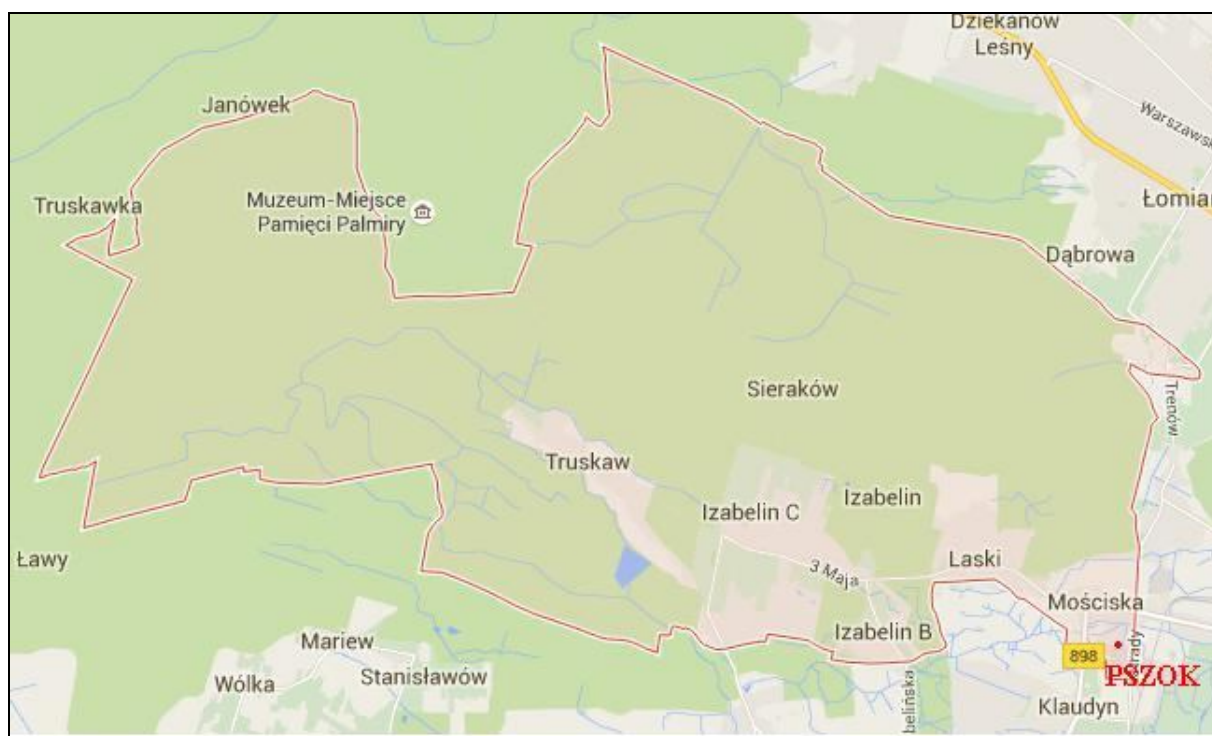 Dziekanów
Leśny
Janówek
Warszawsk
Truskawka
Muzeum-Miejsce
Pamięci Palmiry
Łomian
Dąbrowa
Sieraków
Trenów
Truskaw
Izabelin C
Izabelin
Ławy
3 Maja
Laski
Mościska
Izabelin B
Mariew
898
Stanisławów
PSZOK
Wólka
belińska
Klaudyn